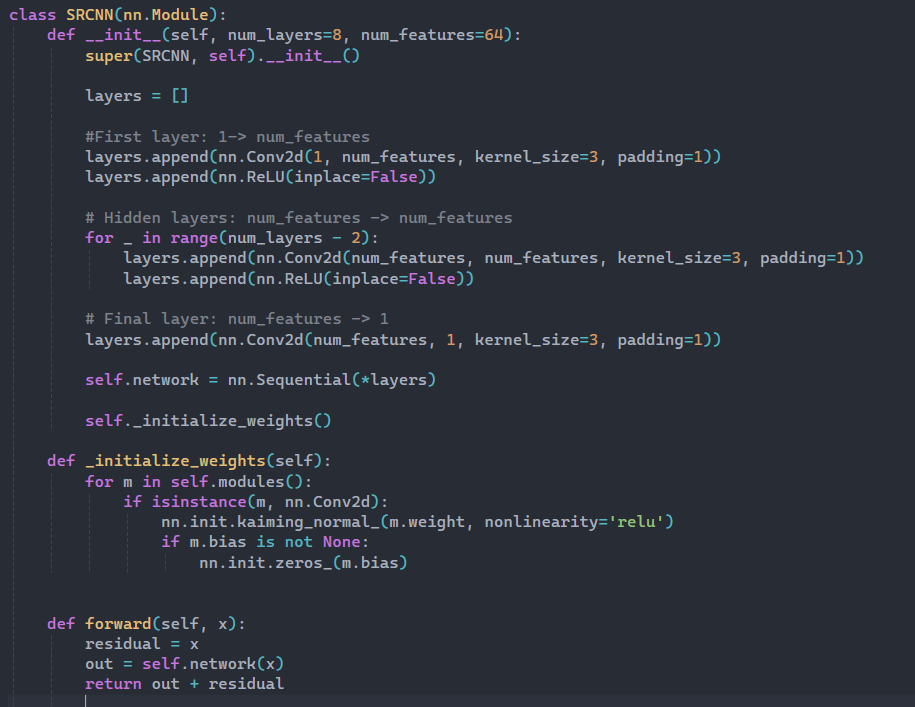 class SRCNN(nn.Module):
    def __init__(self, num_layers=8, num_features=64):
        super(SRCNN, self).__init__()

        layers = []

        #First layer: 1-> num_features
        layers.append(nn.Conv2d(1, num_features, kernel_size=3, padding=1))
        layers.append(nn.ReLU(inplace=False))

        # Hidden layers: num_features -> num_features
        for _ in range(num_layers - 2):
            layers.append(nn.Conv2d(num_features, num_features, kernel_size=3, padding=1))
            layers.append(nn.ReLU(inplace=False))

        # Final layer: num_features -> 1
        layers.append(nn.Conv2d(num_features, 1, kernel_size=3, padding=1))

        self.network = nn.Sequential(*layers)

        self._initialize_weights()

    def _initialize_weights(self):
        for m in self.modules():
            if isinstance(m, nn.Conv2d):
                nn.init.kaiming_normal_(m.weight, nonlinearity='relu')
                if m.bias is not None:
                    nn.init.zeros_(m.bias)


    def forward(self, x):
        residual = x
        out = self.network(x)
        return out + residual